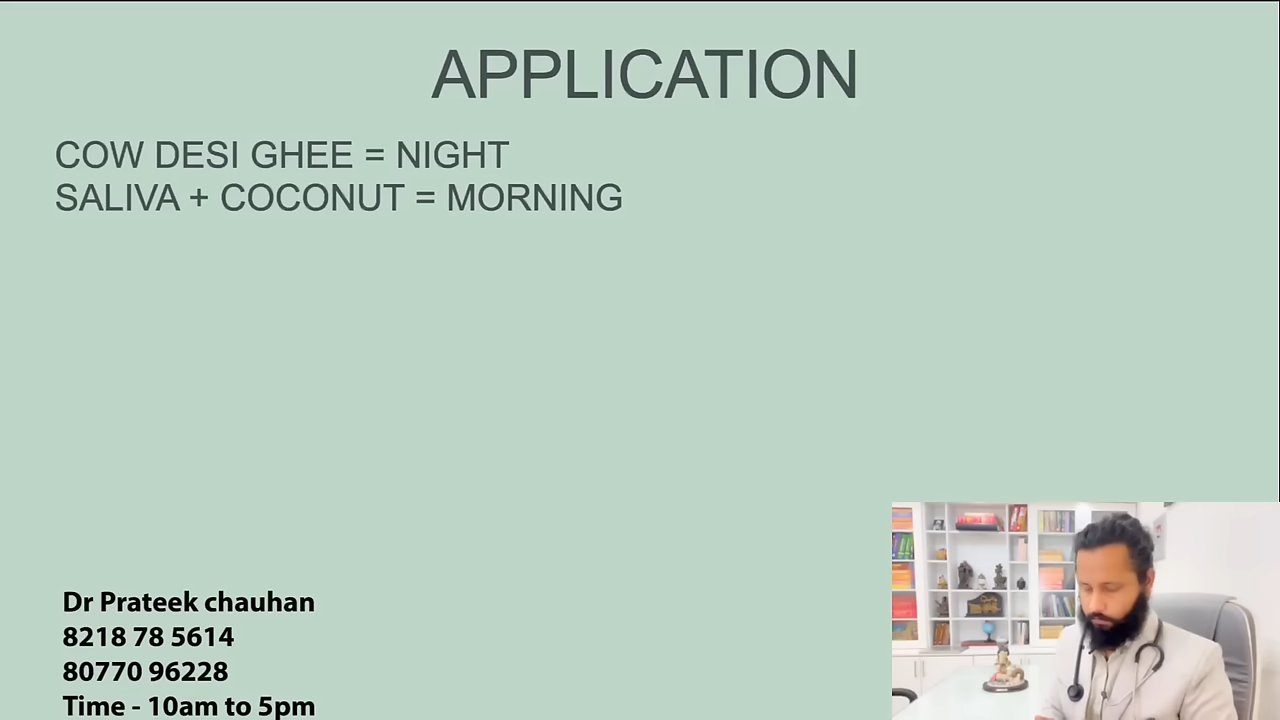 APPLICATION
COW DESI GHEE = NIGHT
SALIVA + COCONUT = MORNING
Dr Prateek chauhan
8218 78 5614
80770 96228
Time - 10am to 5pm